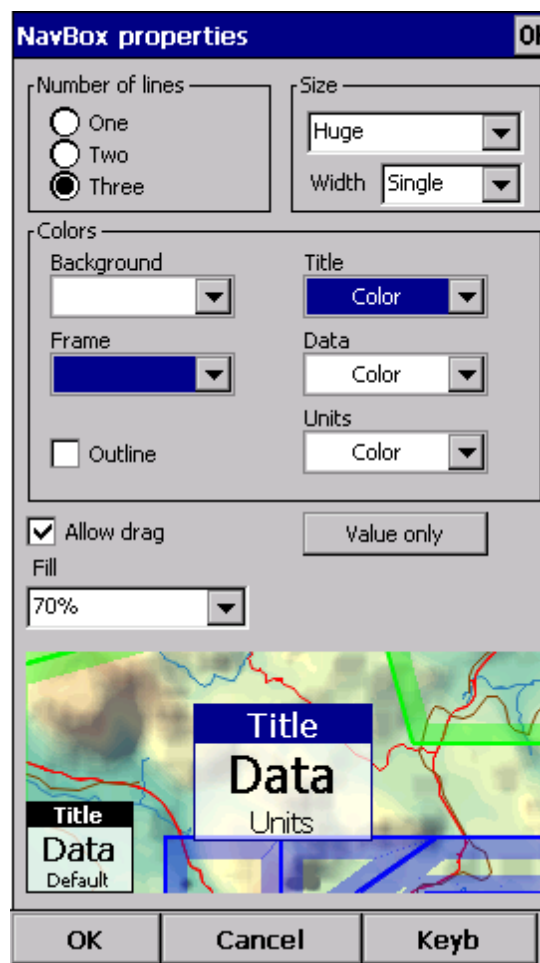 NavBox properties OK
Number of lines
One
Two
Three
Size
Huge
Width Single
Colors
Background
Title
Color
Frame
Data
Color
Units
Color
Outline
Allow drag
Value only
Fill
70%
Title
Data
Units
Title
Data
Default
OK Cancel Keyb